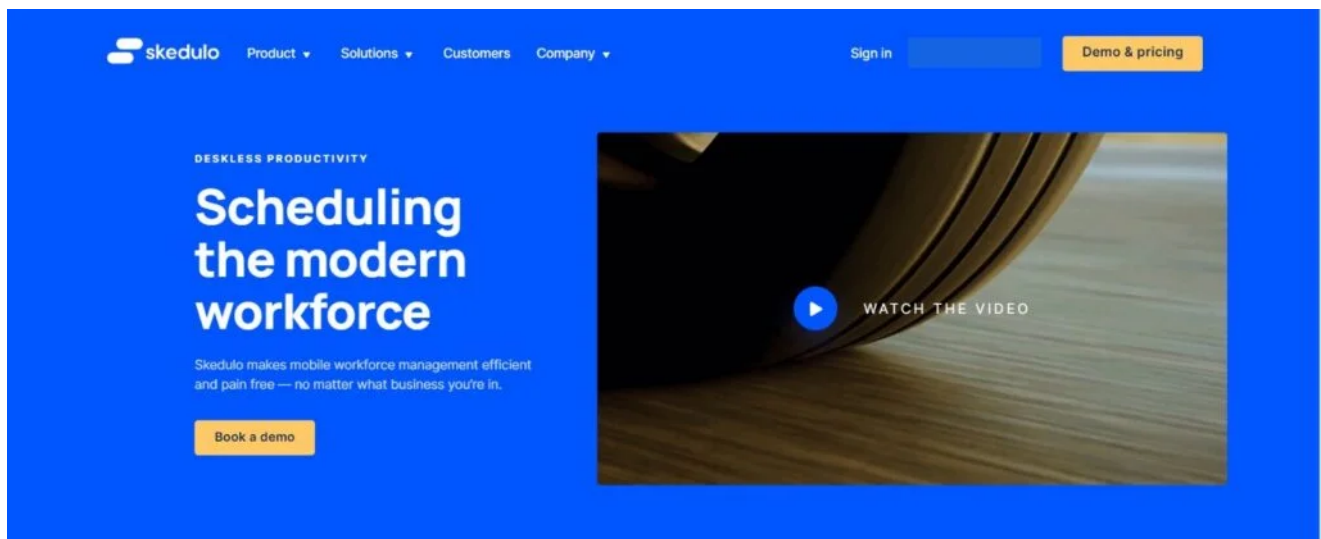 skedulo Product Solutions Customers Company Sign in Demo & pricing
DESKLESS PRODUCTIVITY
Scheduling
the modern
workforce
Skedulo makes mobile workforce management efficient
and pain free — no matter what business you're in.
Book a demo
WATCH THE VIDEO